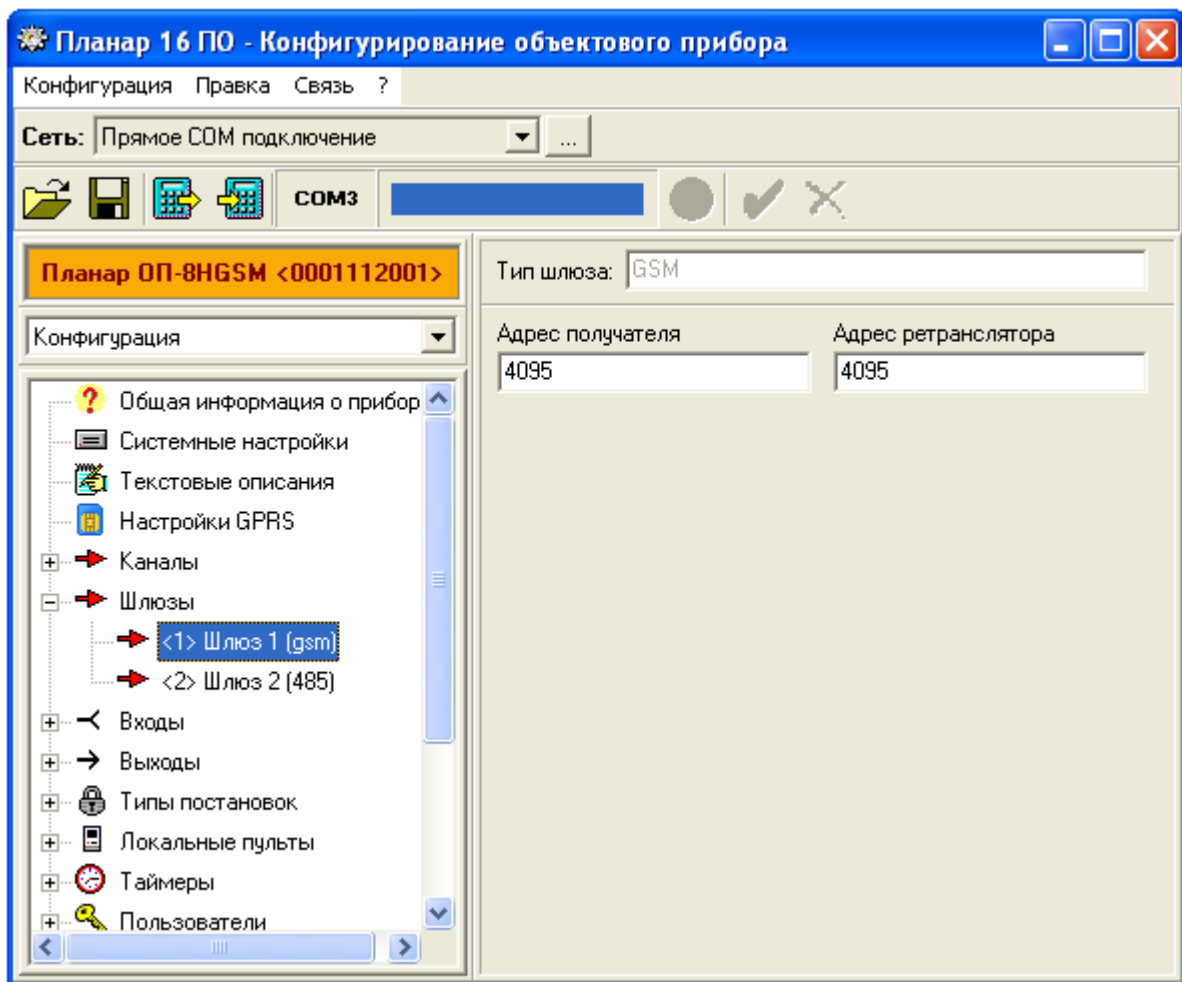 Планар 16 ПО - Конфигурирование объектового прибора
Конфигурация Правка Связь ?
Сеть: Прямое COM подключение ...
COM3
Планар ОП-8HGSM <0001112001>
Конфигурация
Общая информация о прибор
Системные настройки
Текстовые описания
Настройки GPRS
Каналы
Шлюзы
<1> Шлюз 1 (gsm)
<2> Шлюз 2 (485)
Входы
Выходы
Типы постановок
Локальные пульты
Таймеры
Пользователи
Тип шлюза: GSM
Адрес получателя Адрес ретранслятора
4095 4095